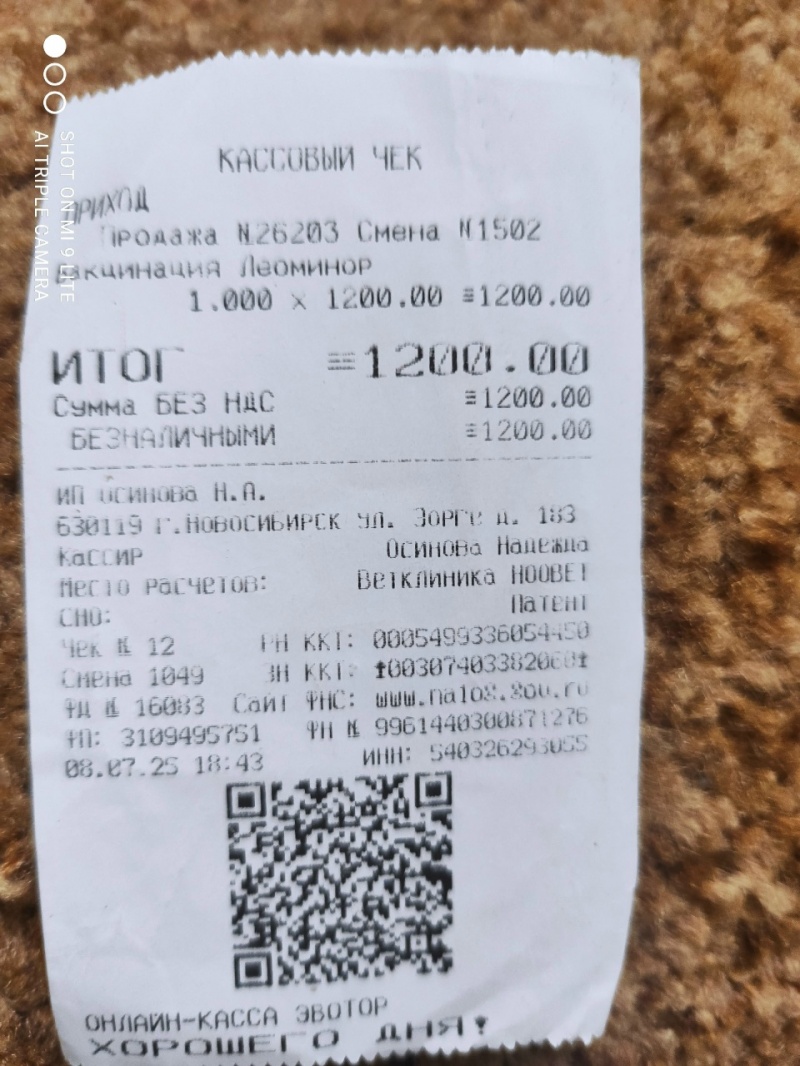 КАССОВЫЙ ЧЕК
ПРИХОД
Продажа №26203 Смена №1502
Вакцинация Леоминор
1.000 x 1200.00 ≡1200.00
ИТОГ ≡1200.00
Сумма БЕЗ НДС ≡1200.00
БЕЗНАЛИЧНЫМИ ≡1200.00
ИП Осинова Н.А.
630119 г.НОВОСИБИРСК ул. ЗОРГЕ д. 183
Кассир Осинова Надежда
Место расчетов: Ветклиника НООВЕТ
СНО: Патент
Чек № 12 РН ККТ: 0005499336054450
Смена 1049 ЗН ККТ:
ФД № 16083 Сайт ФНС: www.nalog.gov.ru
ФП: 3109495751 ФН № 9961440300871276
08.07.25 18:43 ИНН: 540326293055
ОНЛАЙН-КАССА ЭВОТОР
ХОРОШЕГО ДНЯ!
SHOT ON MI 9 LITE
AI TRIPLE CAMERA